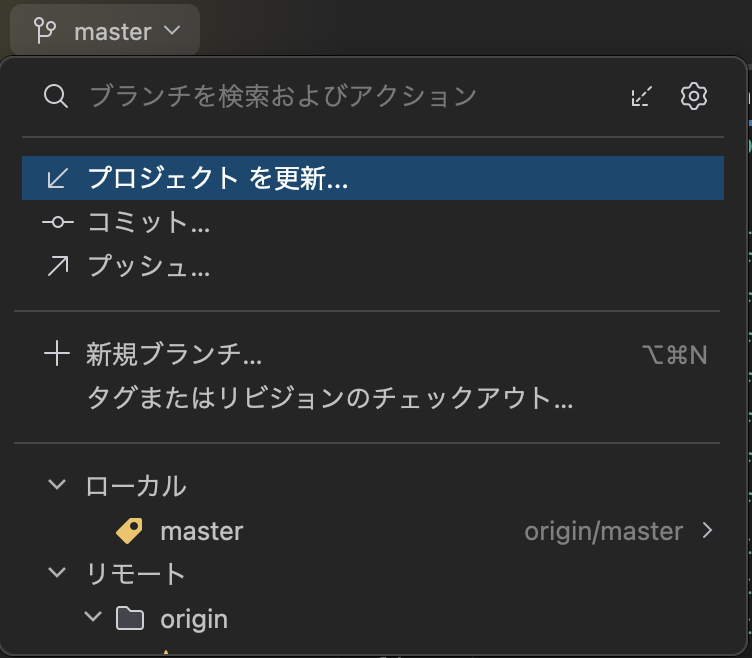 master
ブランチを検索およびアクション
プロジェクト を更新...
コミット...
プッシュ...
新規ブランチ... ⌥⌘N
タグまたはリビジョンのチェックアウト...
ローカル
master origin/master
リモート
origin